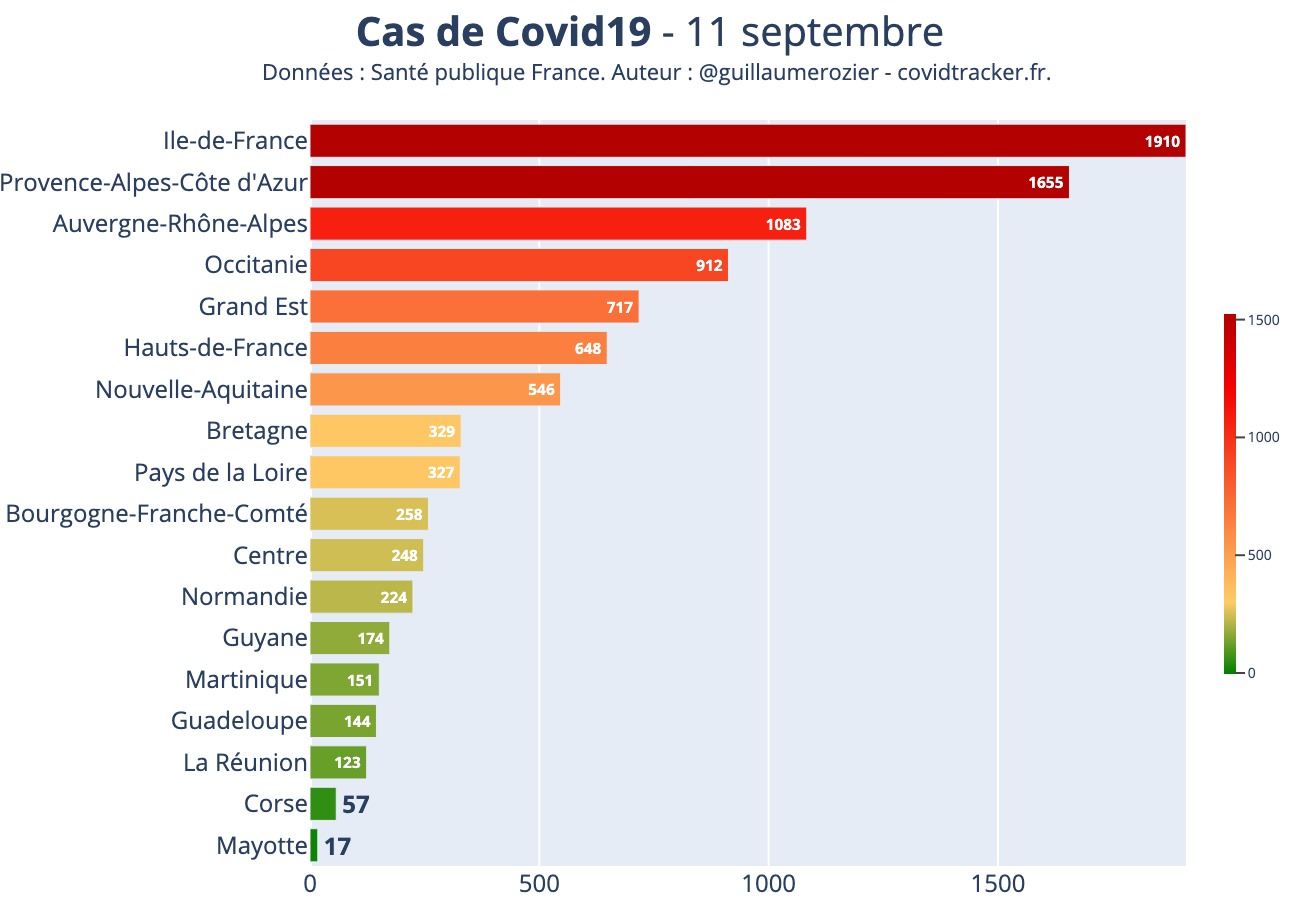 Cas de Covid19 - 11 septembre
Données : Santé publique France. Auteur : @guillaumerozier - covidtracker.fr.
Ile-de-France 1910
Provence-Alpes-Côte d'Azur 1655
Auvergne-Rhône-Alpes 1083
Occitanie 912
Grand Est 717
Hauts-de-France 648
Nouvelle-Aquitaine 546
Bretagne 329
Pays de la Loire 327
Bourgogne-Franche-Comté 258
Centre 248
Normandie 224
Guyane 174
Martinique 151
Guadeloupe 144
La Réunion 123
Corse 57
Mayotte 17
0 500 1000 1500
1500
1000
500
0